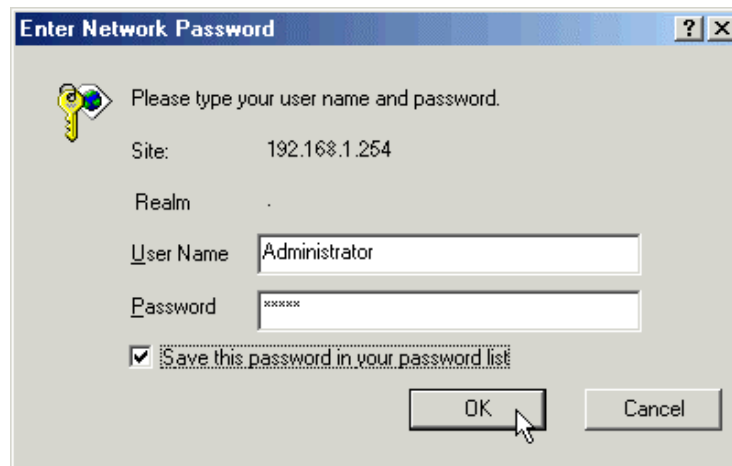 Enter Network Password
Please type your user name and password.
Site: 192.168.1.254
Realm .
User Name Administrator
Password *****
Save this password in your password list
OK Cancel